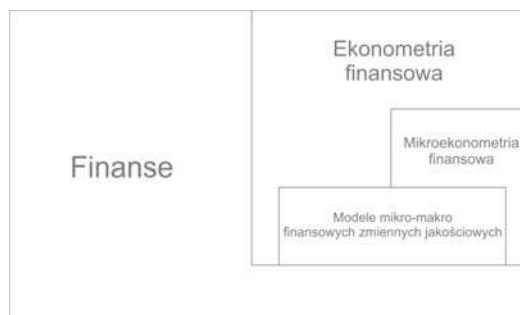 Ekonometria
finansowa
Mikroekonometria
finansowa
Finanse
Modele mikro-makro
finansowych zmiennych jakościowych